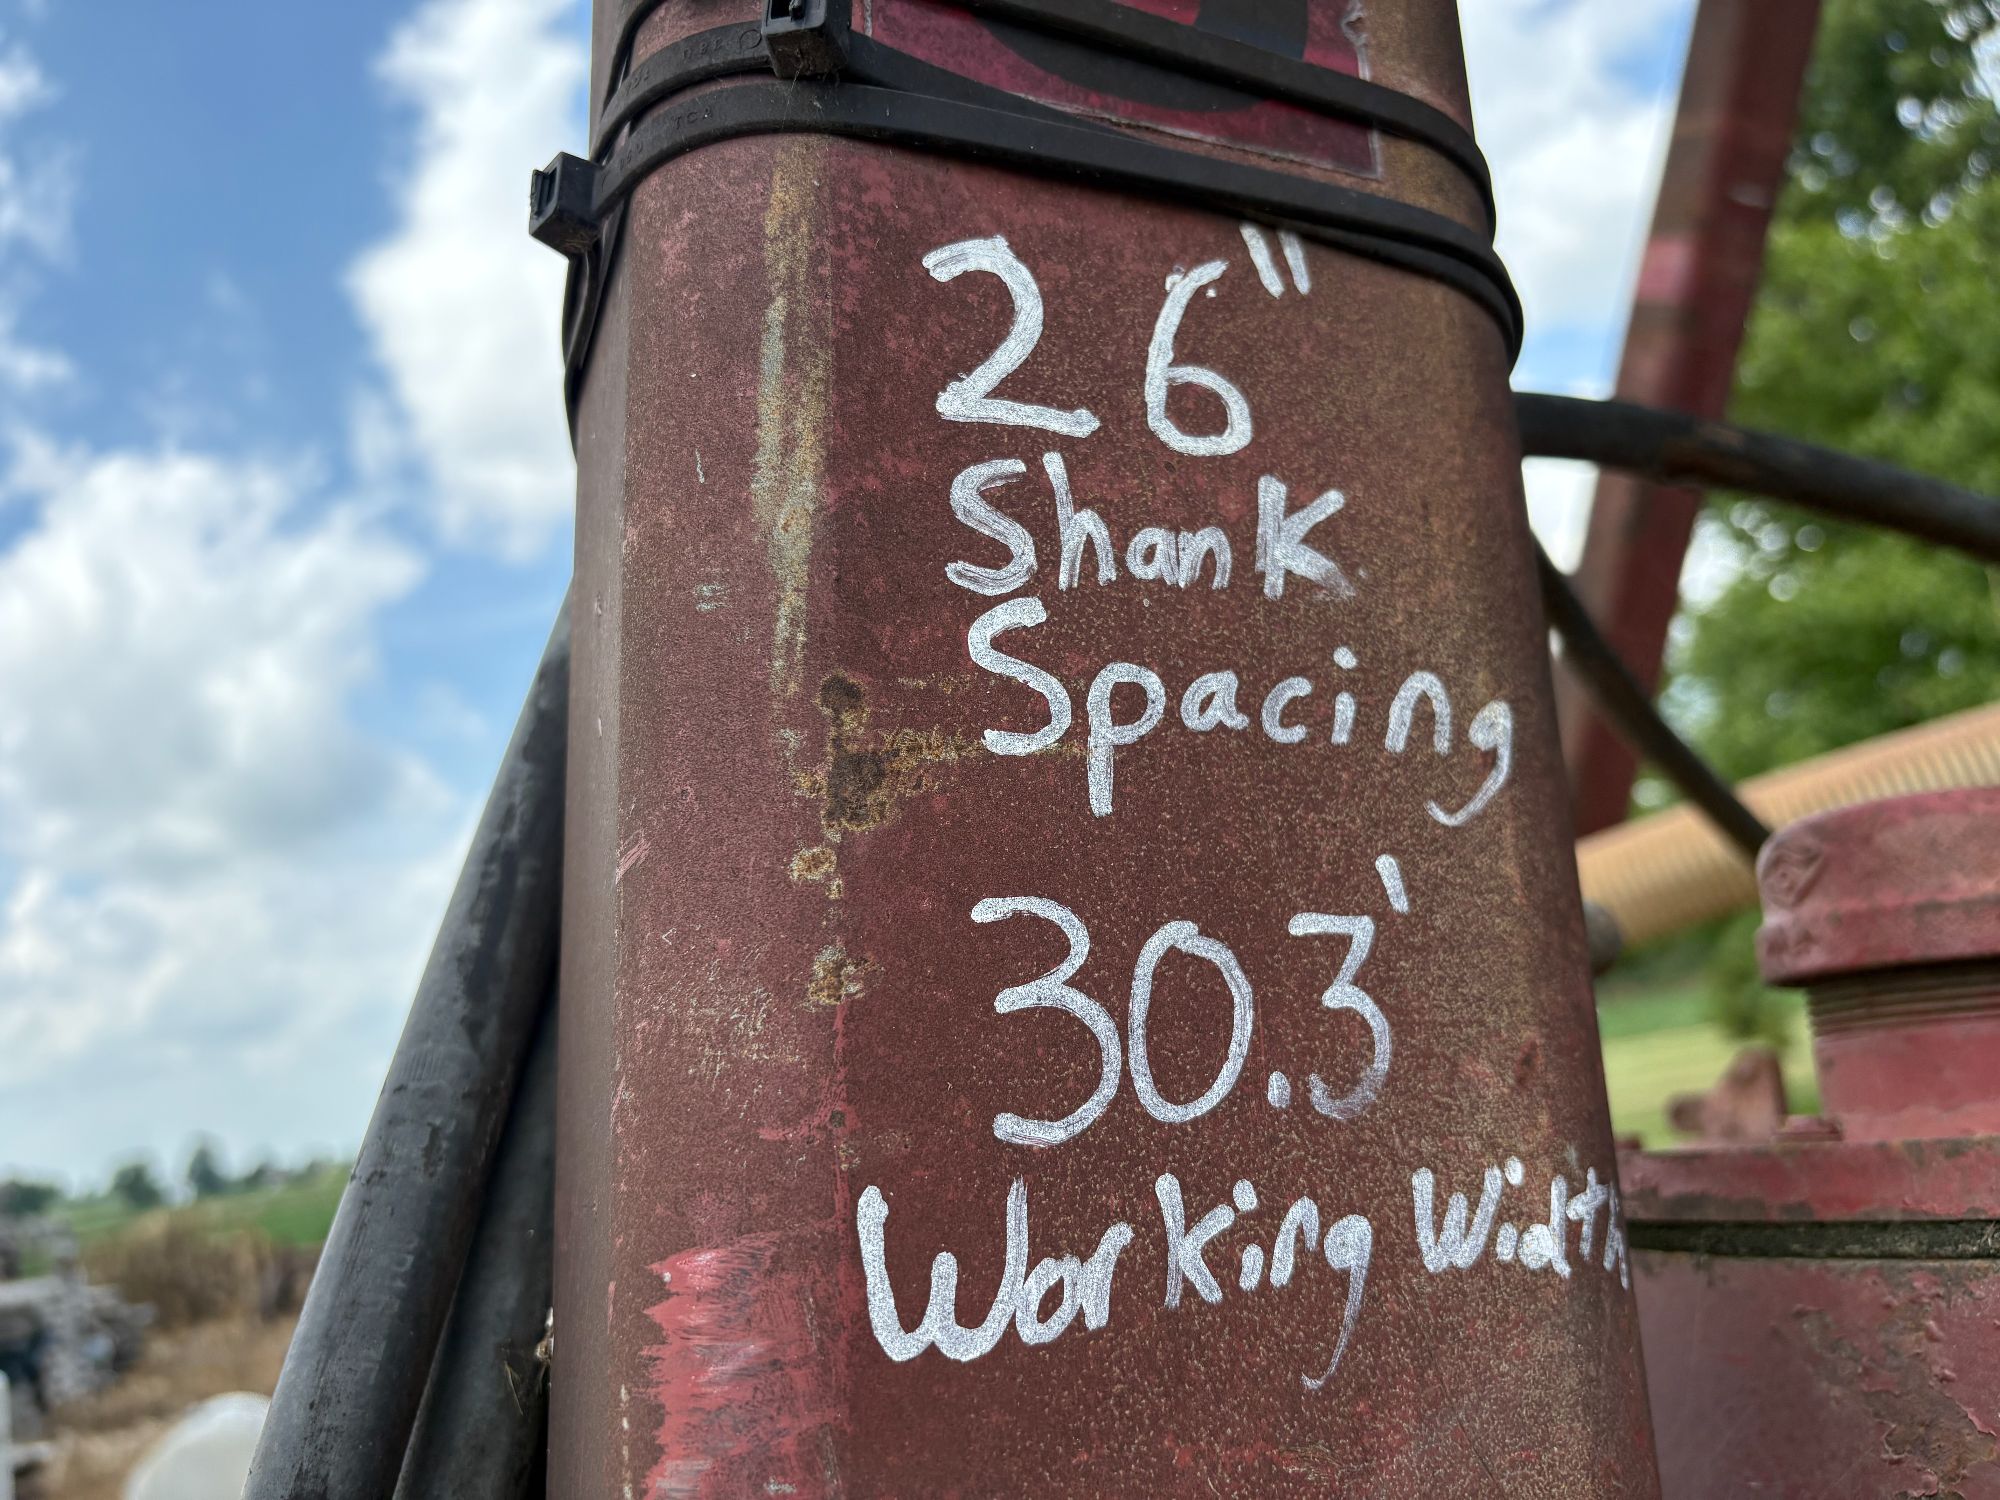 26"
Shank
Spacing
30.3'
Working Width